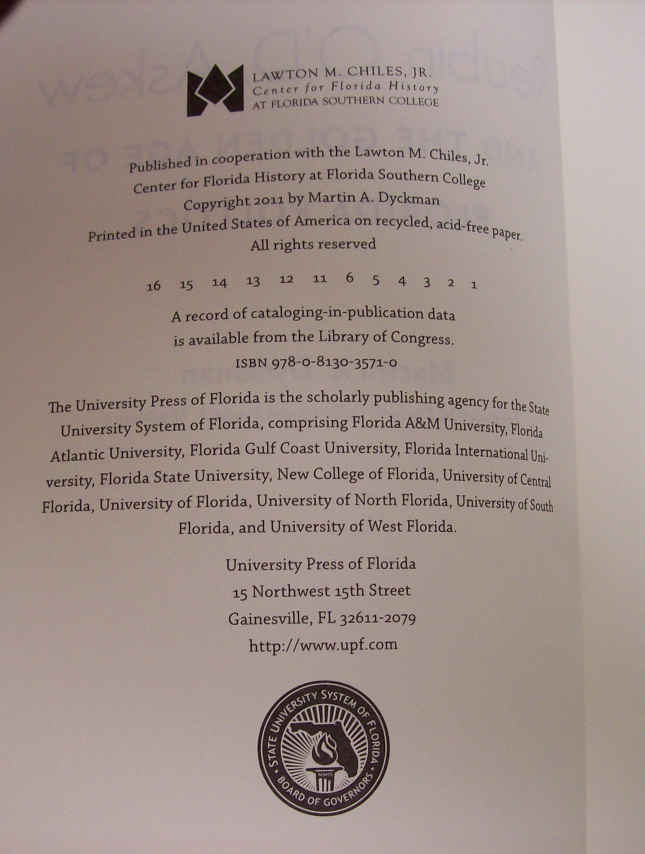 LAWTON M. CHILES, JR.
Center for Florida History
AT FLORIDA SOUTHERN COLLEGE
Published in cooperation with the Lawton M. Chiles, Jr.
Center for Florida History at Florida Southern College
Copyright 2011 by Martin A. Dyckman
Printed in the United States of America on recycled, acid-free paper.
All rights reserved
16 15 14 13 12 11 6 5 4 3 2 1
A record of cataloging-in-publication data
is available from the Library of Congress.
ISBN 978-0-8130-3571-0
The University Press of Florida is the scholarly publishing agency for the State
University System of Florida, comprising Florida A&M University, Florida
Atlantic University, Florida Gulf Coast University, Florida International Uni-
versity, Florida State University, New College of Florida, University of Central
Florida, University of Florida, University of North Florida, University of South
Florida, and University of West Florida.
University Press of Florida
15 Northwest 15th Street
Gainesville, FL 32611-2079
http://www.upf.com
STATE UNIVERSITY SYSTEM OF FLORIDA
BOARD OF GOVERNORS